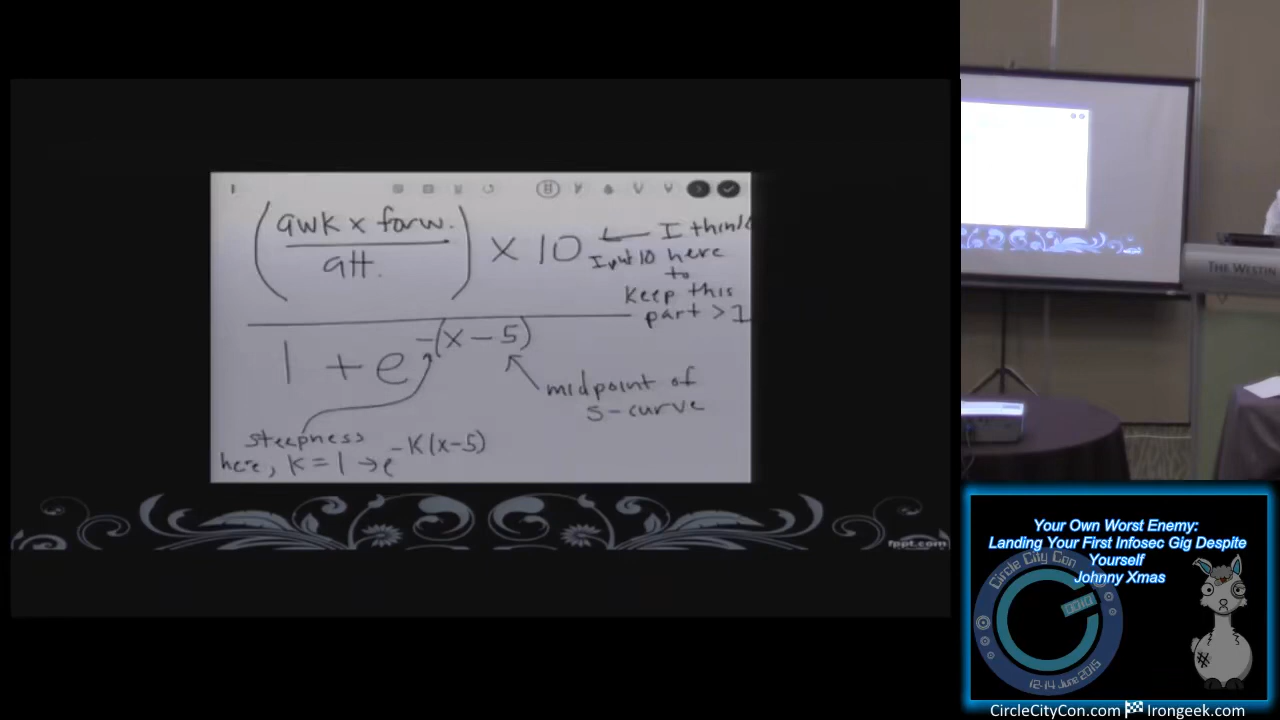 (awk x forw.
att.) x 10 ← I think
I put 10 here
to
keep this
part > 1
1 + e^-(x - 5)
midpoint of
s-curve
steepness
here, K = 1 → e^-K(x-5)
fppt.com
THE WESTIN
Your Own Worst Enemy:
Landing Your First Infosec Gig Despite
Yourself
Johnny Xmas
Circle City Con
12-14 June 2015
CircleCityCon.com Irongeek.com